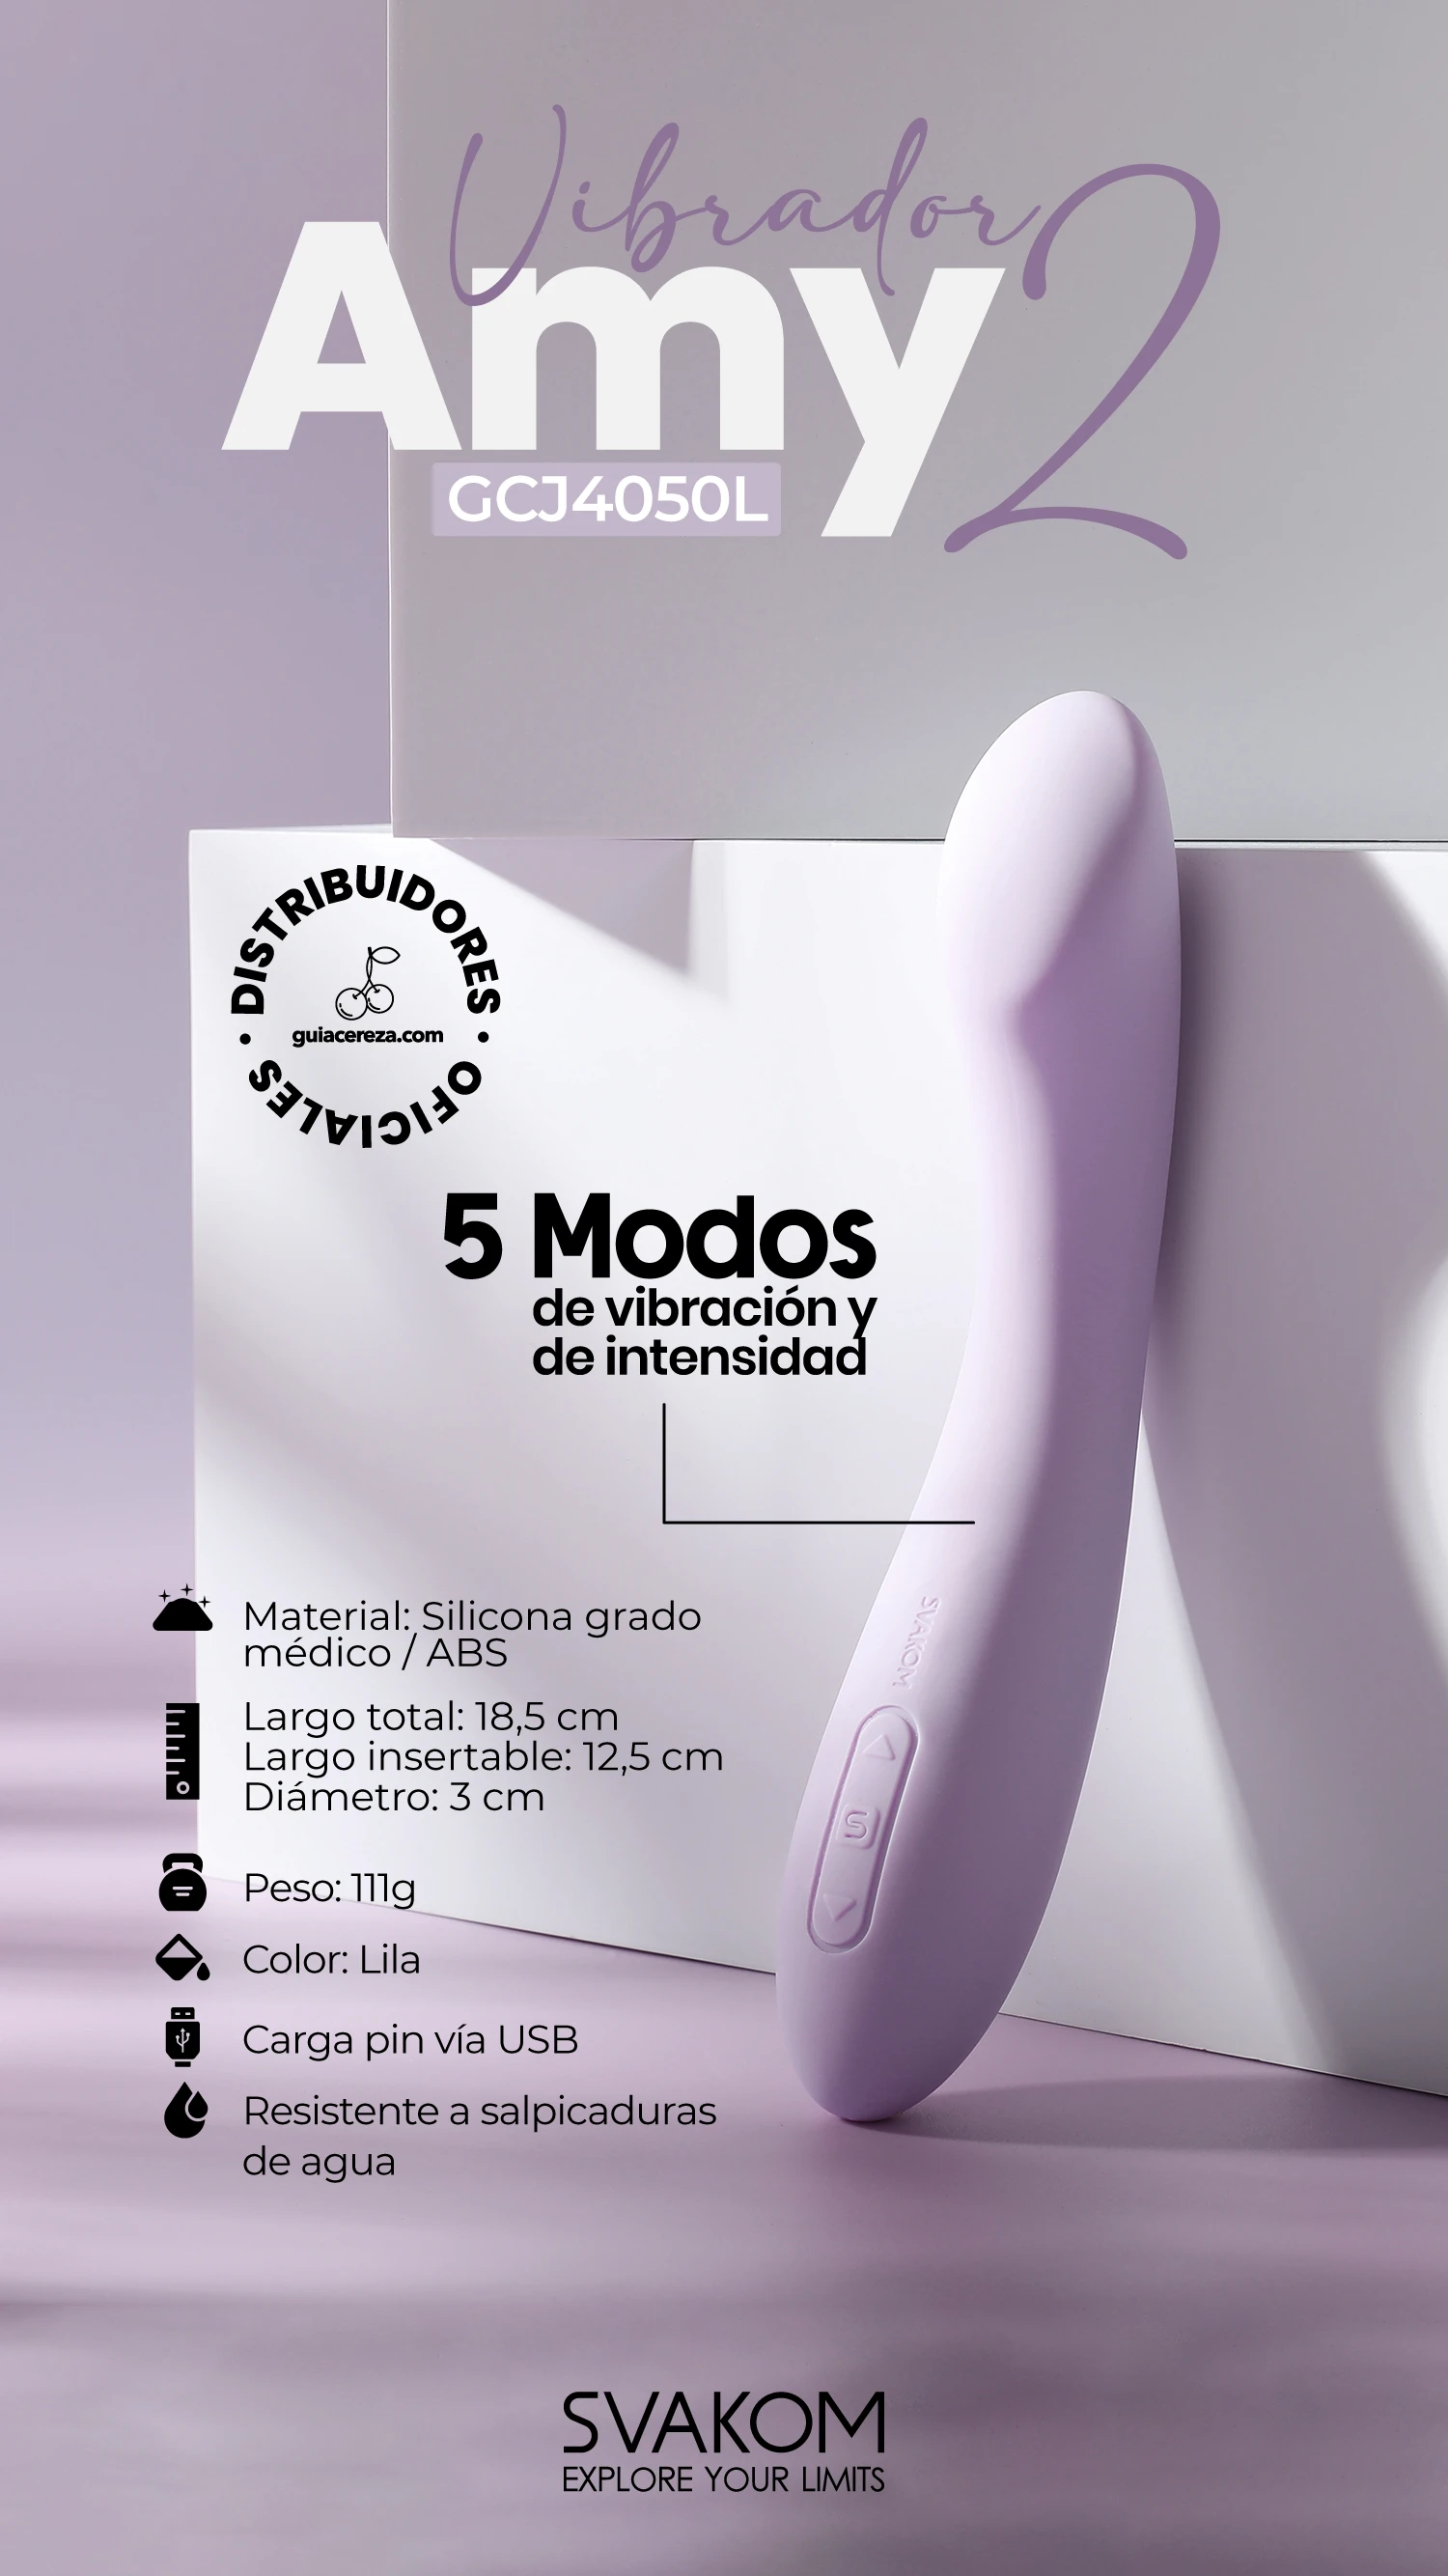 Vibrador
Amy 2
GCJ4050L
DISTRIBUIDORES
guiacereza.com
OFICIALES
5 Modos
de vibración y
de intensidad
SVAKOM
S
Material: Silicona grado
médico / ABS
Largo total: 18,5 cm
Largo insertable: 12,5 cm
Diámetro: 3 cm
Peso: 111g
Color: Lila
Carga pin vía USB
Resistente a salpicaduras
de agua
SVAKOM
EXPLORE YOUR LIMITS